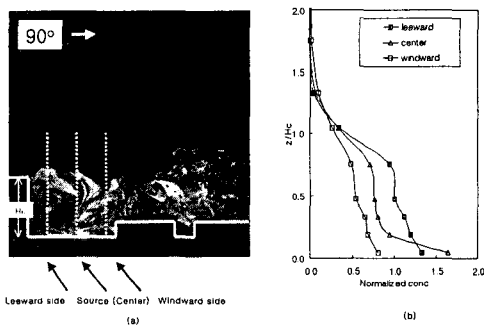 90°
Hc
Leeward side Source (Center) Windward side
(a)
leeward
center
windward
2.0
1.5
1.0
0.5
0.0
z/Hc
0.0 0.5 1.0 1.5 2.0
Normalized conc
(b)